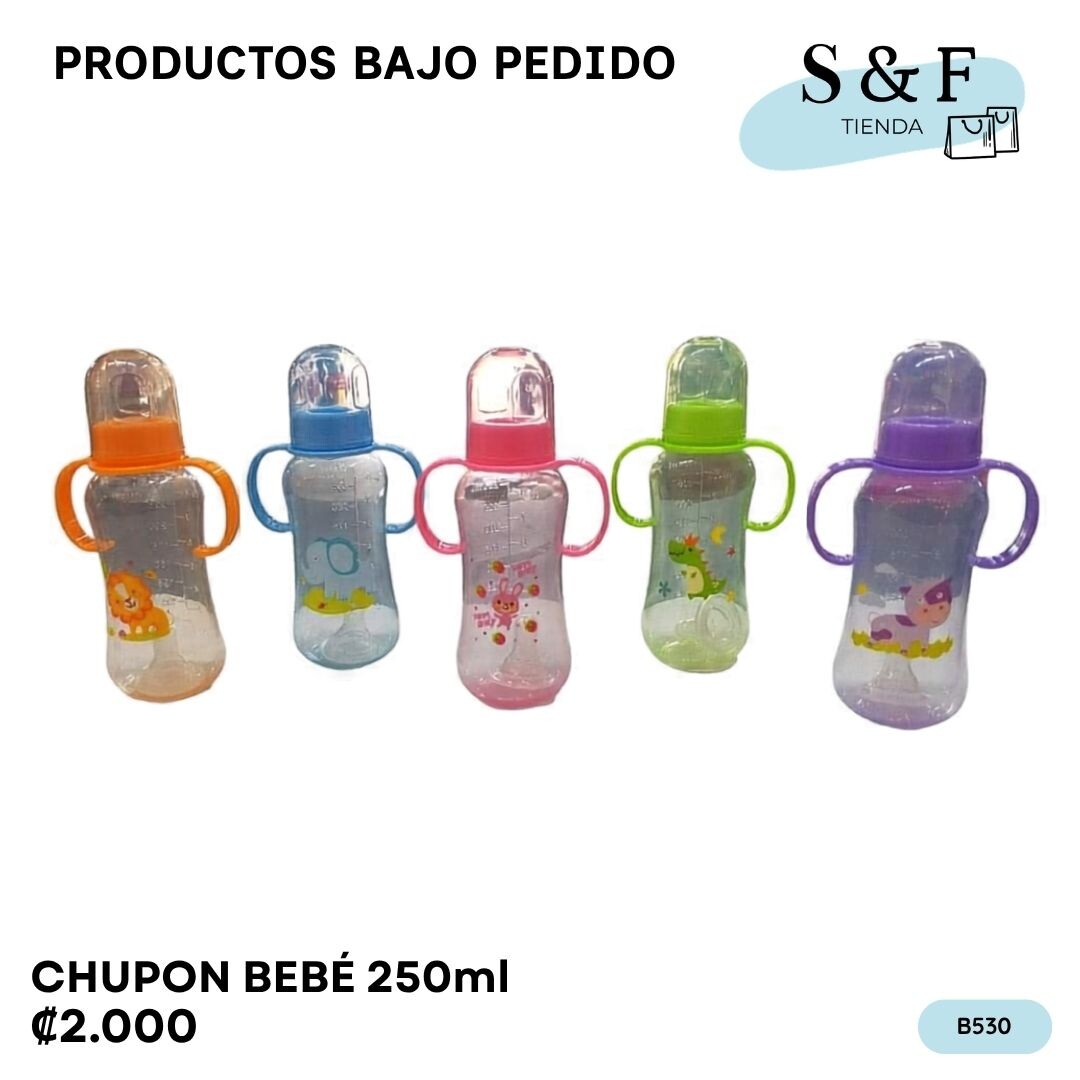 PRODUCTOS BAJO PEDIDO
S & F
TIENDA
CHUPON BEBÉ 250ml
₡2.000
B530